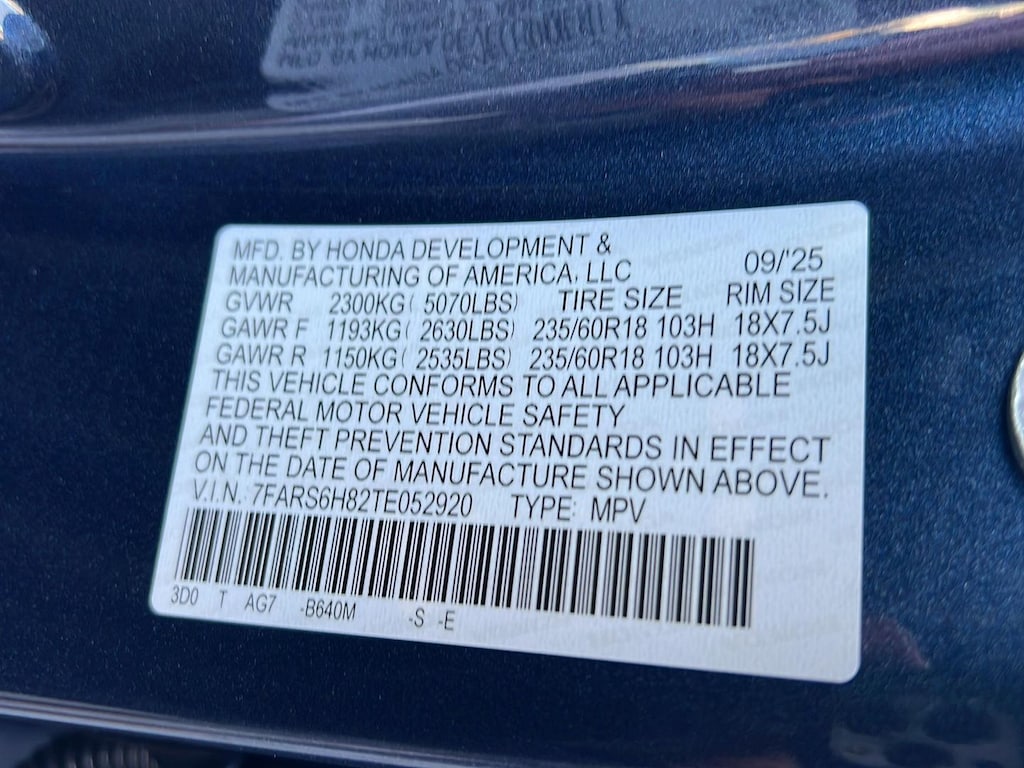 MFD. BY HONDA DEVELOPMENT &
MANUFACTURING OF AMERICA, LLC 09/'25
GVWR 2300KG( 5070LBS) TIRE SIZE RIM SIZE
GAWR F 1193KG( 2630LBS) 235/60R18 103H 18X7.5J
GAWR R 1150KG( 2535LBS) 235/60R18 103H 18X7.5J
THIS VEHICLE CONFORMS TO ALL APPLICABLE
FEDERAL MOTOR VEHICLE SAFETY
AND THEFT PREVENTION STANDARDS IN EFFECT
ON THE DATE OF MANUFACTURE SHOWN ABOVE.
V.I.N. 7FARS6H82TE052920 TYPE: MPV
3D0 T AG7 -B640M -S -E